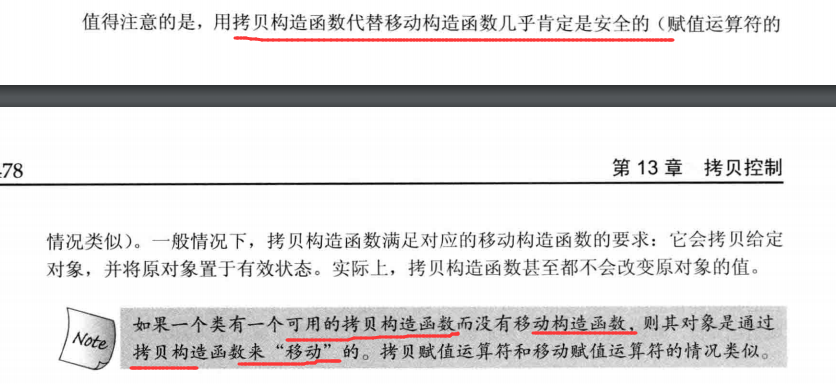 值得注意的是，用拷贝构造函数代替移动构造函数几乎肯定是安全的（赋值运算符的
478
第 13 章 拷贝控制
情况类似）。一般情况下，拷贝构造函数满足对应的移动构造函数的要求：它会拷贝给定
对象，并将原对象置于有效状态。实际上，拷贝构造函数甚至都不会改变原对象的值。
Note
如果一个类有一个可用的拷贝构造函数而没有移动构造函数，则其对象是通过
拷贝构造函数来“移动”的。拷贝赋值运算符和移动赋值运算符的情况类似。